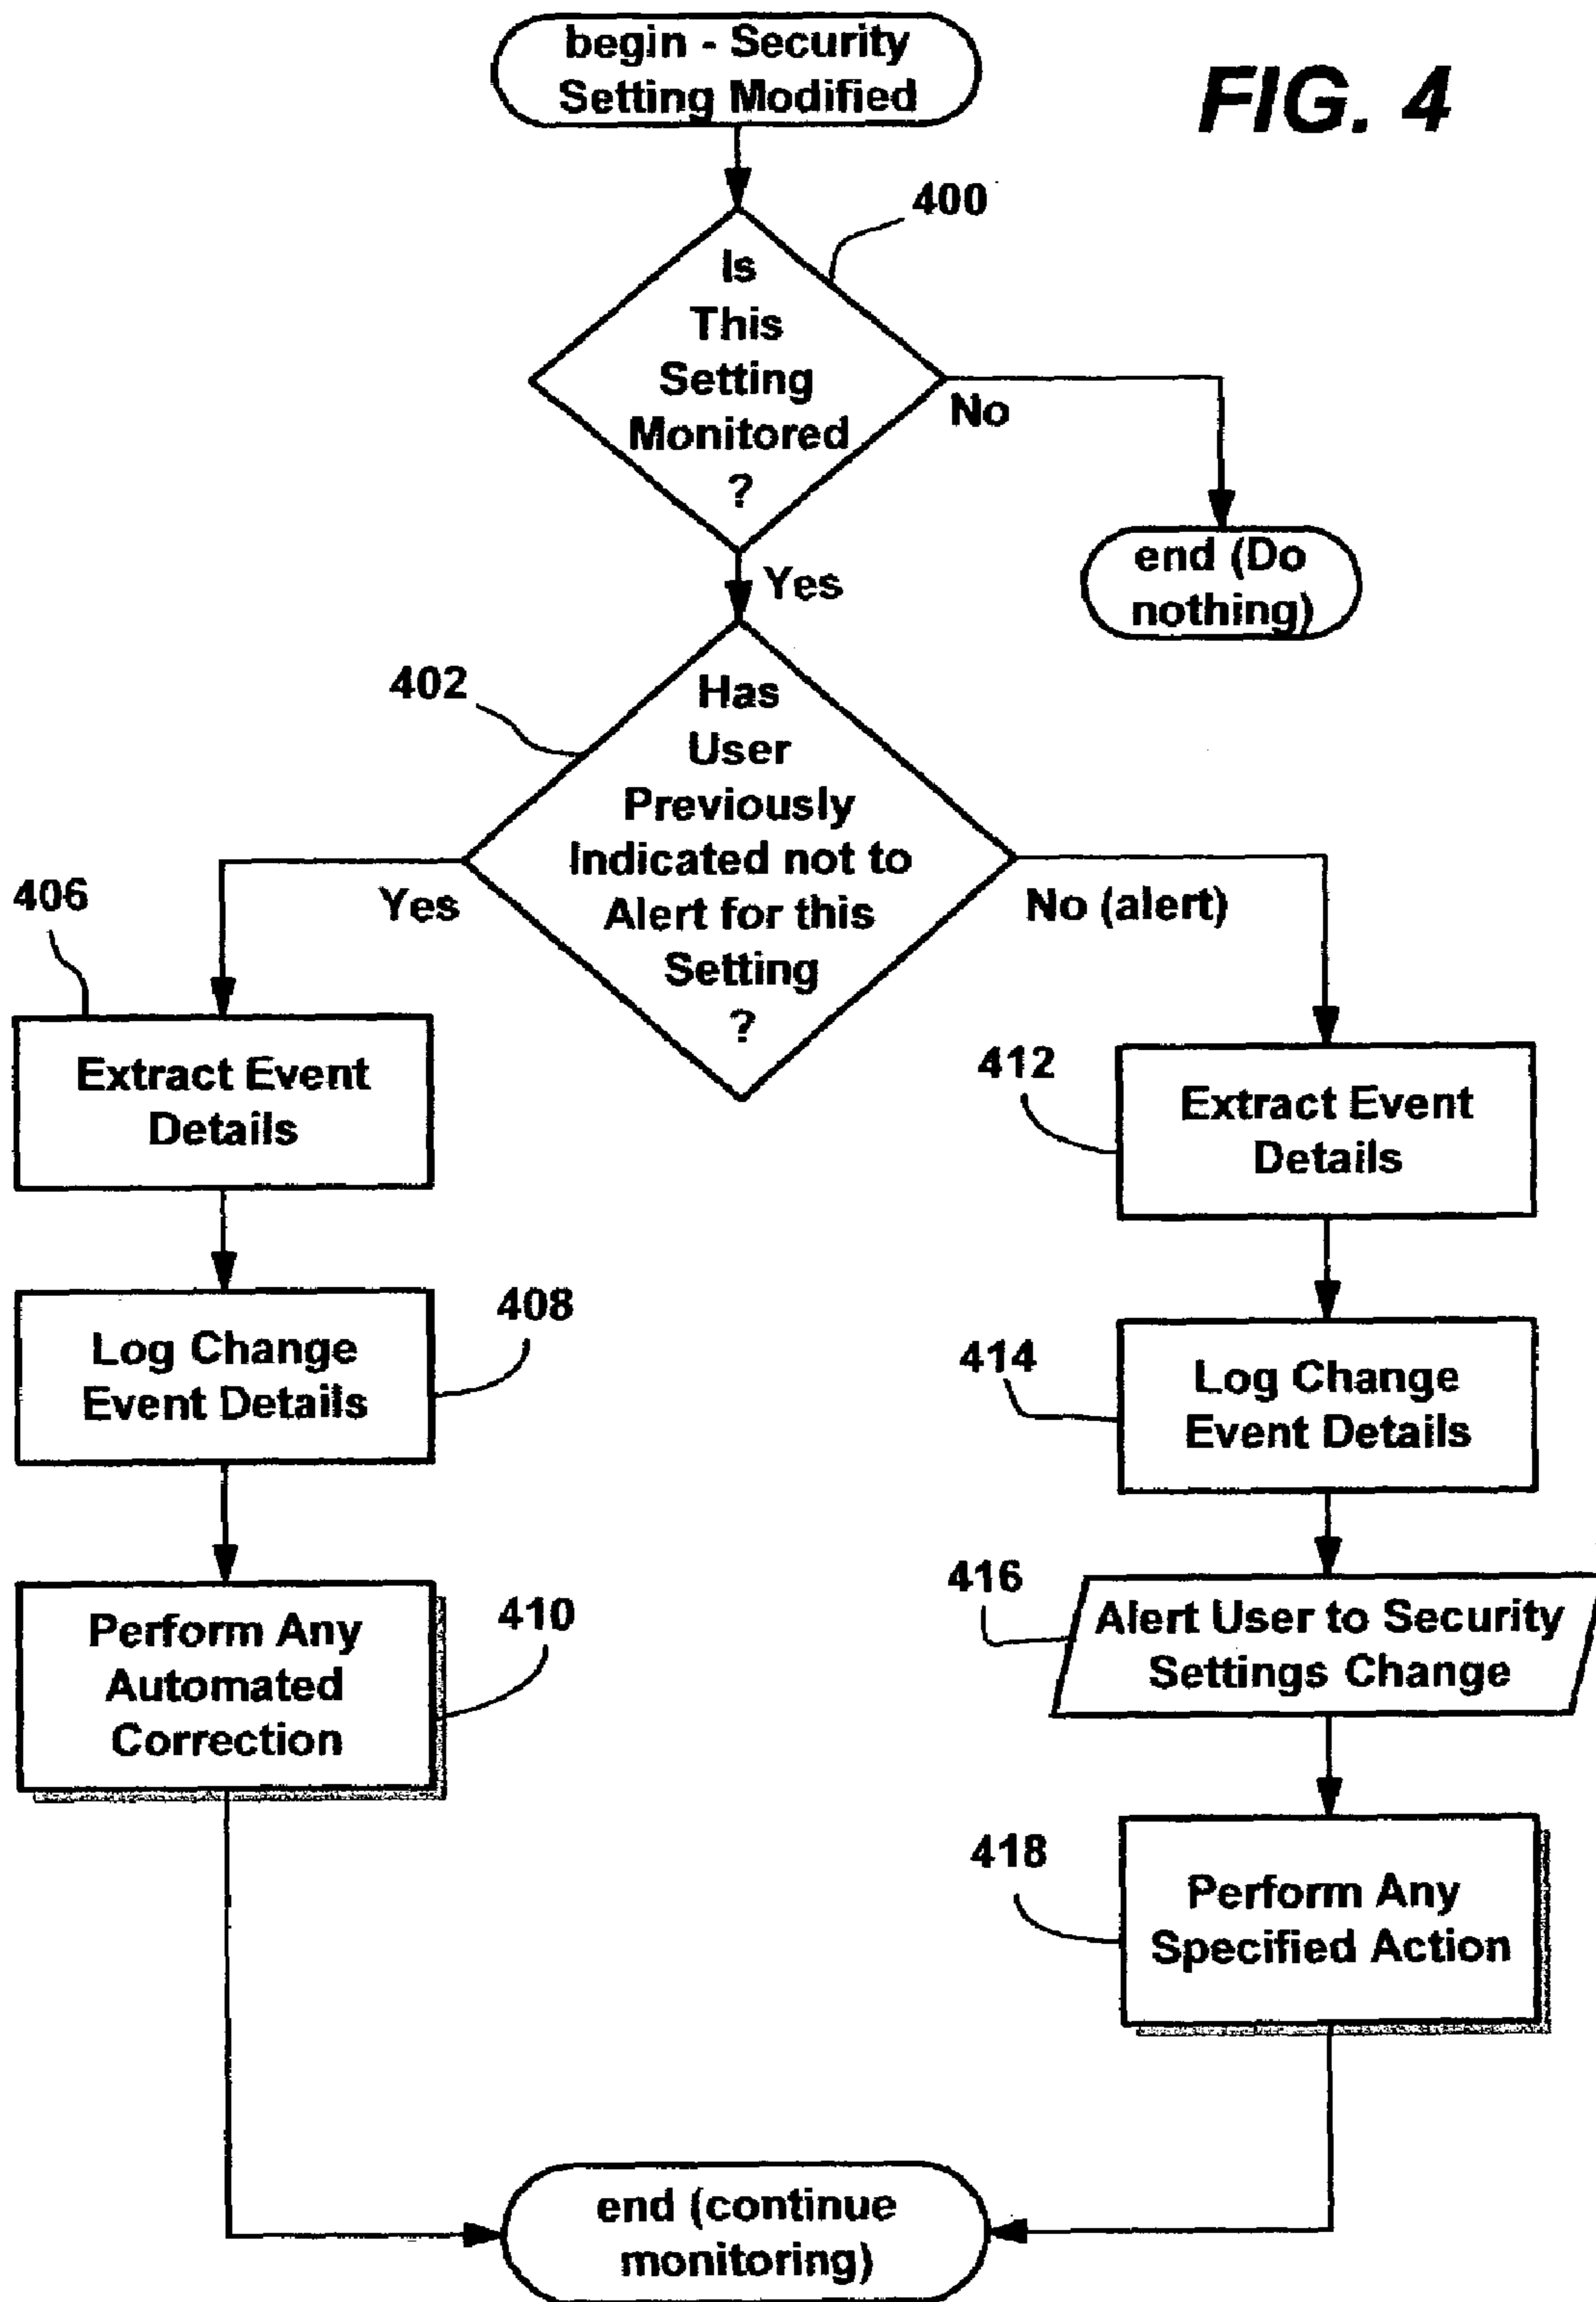 begin - Security
Setting Modified
FIG. 4
400
Is
This
Setting
Monitored
?
No
end (Do
nothing)
Yes
402
Has
User
Previously
Indicated not to
Alert for this
Setting
?
Yes
No (alert)
406
Extract Event
Details
412
Extract Event
Details
408
Log Change
Event Details
414
Log Change
Event Details
410
Perform Any
Automated
Correction
416
Alert User to Security
Settings Change
418
Perform Any
Specified Action
end (continue
monitoring)